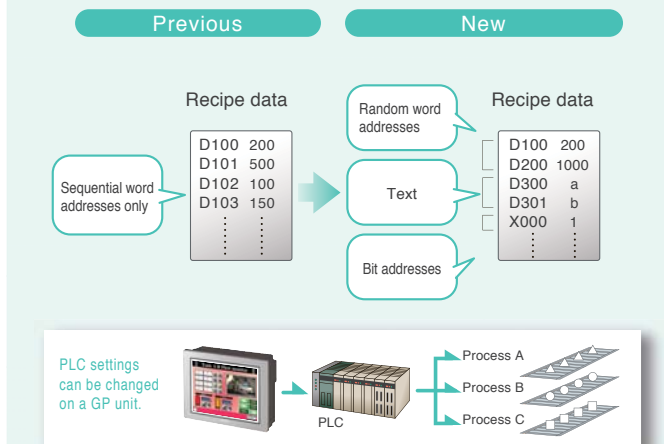 Previous
New
Recipe data
D100 200
D101 500
D102 100
D103 150
Sequential word
addresses only
Random word
addresses
Text
Bit addresses
Recipe data
D100 200
D200 1000
D300 a
D301 b
X000 1
PLC settings
can be changed
on a GP unit.
PLC
Process A
Process B
Process C